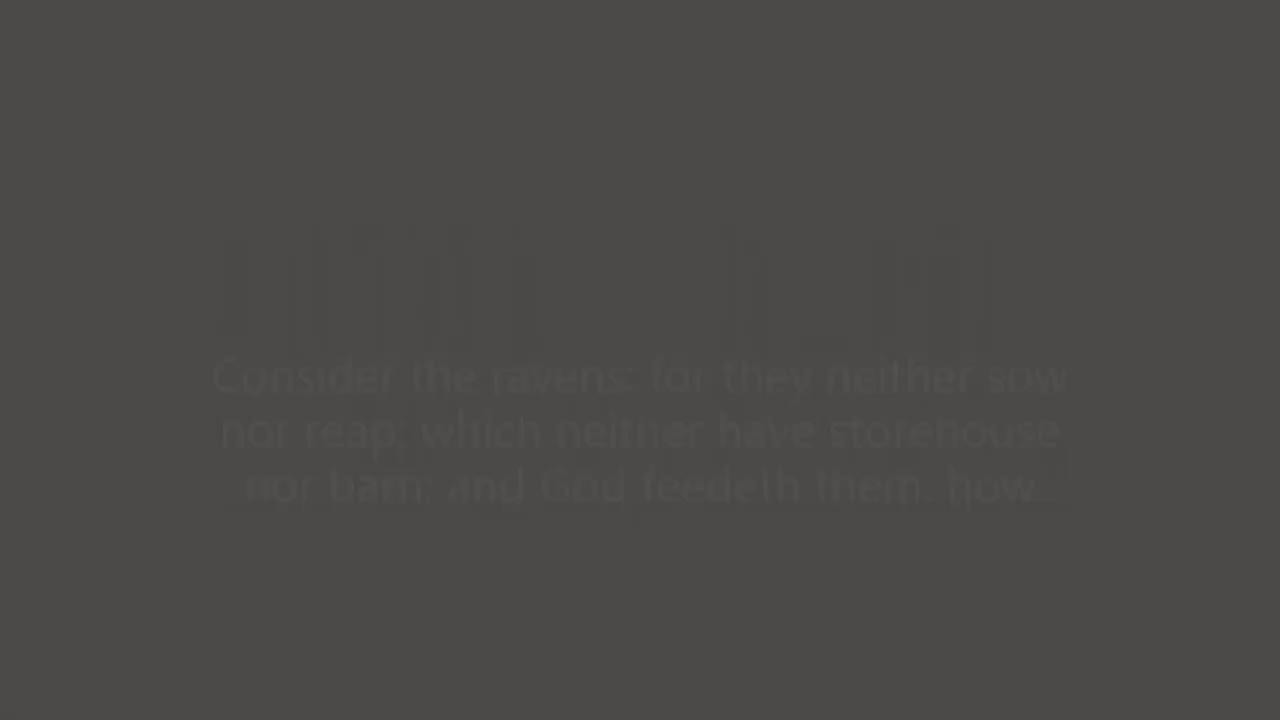 Consider the ravens: for they neither sow
nor reap; which neither have storehouse
nor barn; and God feedeth them: how